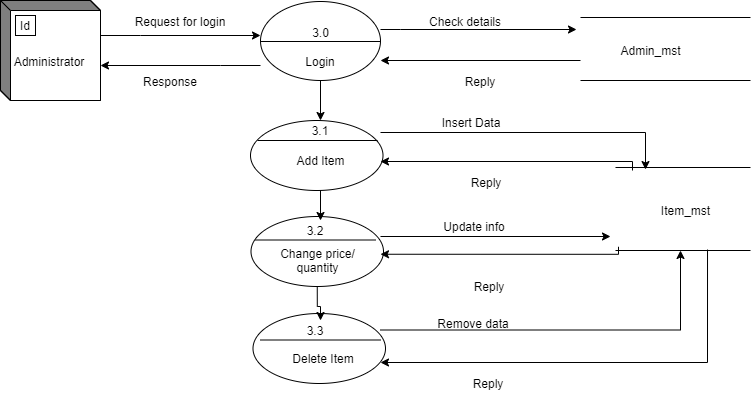 Id
Administrator
Request for login
Response
3.0
Login
Check details
Reply
Admin_mst
3.1
Add Item
Insert Data
Reply
Item_mst
3.2
Change price/
quantity
Update info
Reply
3.3
Delete Item
Remove data
Reply